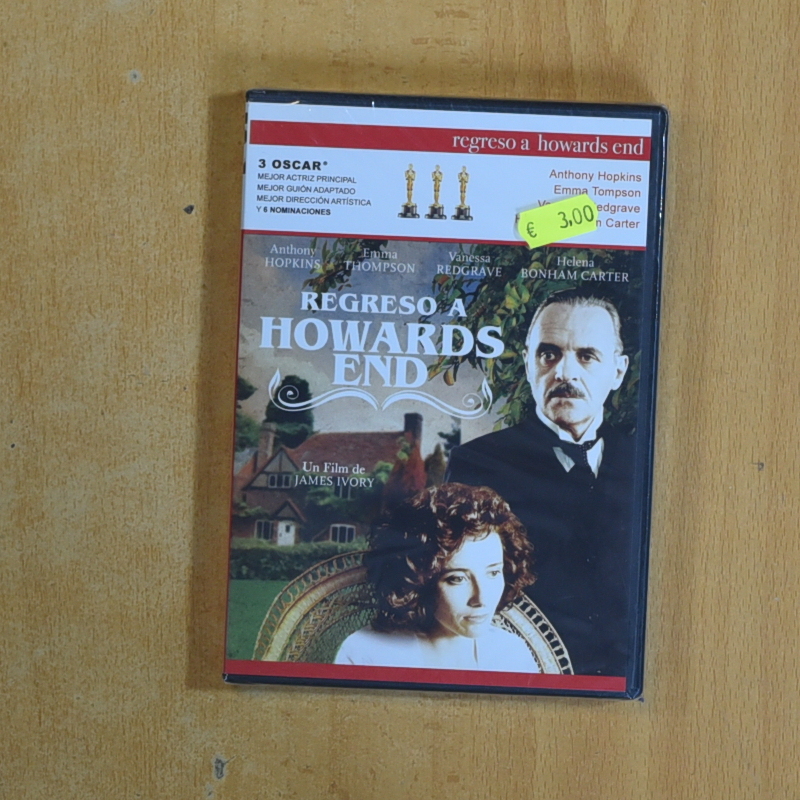 regreso a howards end
3 OSCAR®
MEJOR ACTRIZ PRINCIPAL
MEJOR GUIÓN ADAPTADO
MEJOR DIRECCIÓN ARTÍSTICA
Y 6 NOMINACIONES
Anthony Hopkins
Emma Tompson
edgrave
Carter
€ 3,00
Anthony HOPKINS
Emma THOMPSON
Vanessa REDGRAVE
Helena BONHAM CARTER
REGRESO A
HOWARDS
END
Un Film de
JAMES IVORY